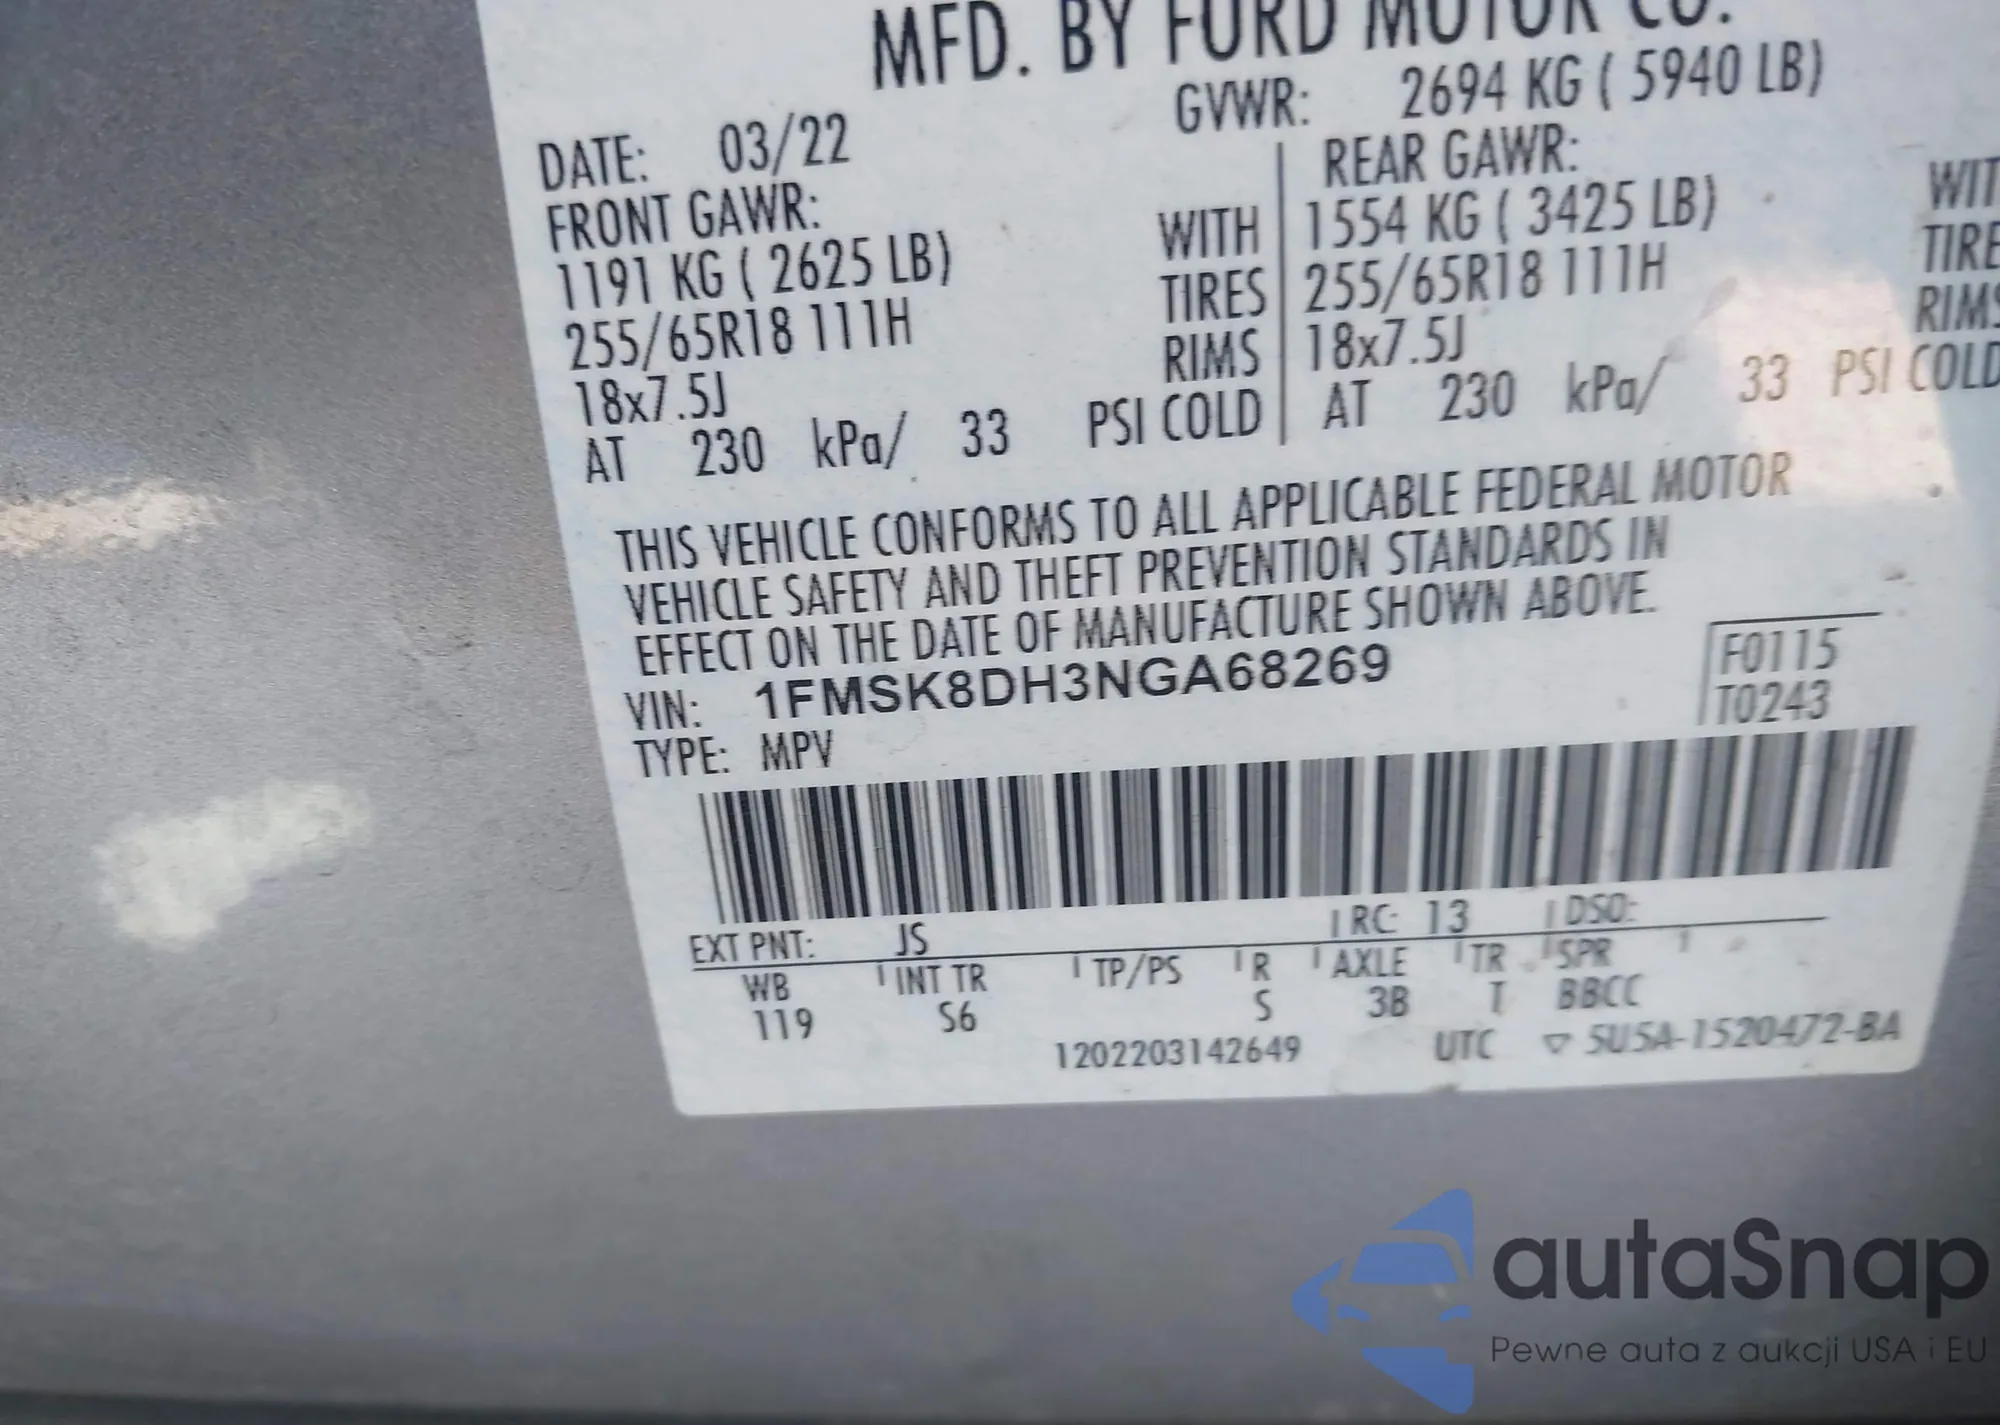 MFD. BY FORD MOTOR CO.
DATE: 03/22 GVWR: 2694 KG ( 5940 LB)
FRONT GAWR: REAR GAWR:
1191 KG ( 2625 LB) WITH 1554 KG ( 3425 LB) WIT
255/65R18 111H TIRES 255/65R18 111H TIRE
18x7.5J RIMS 18x7.5J RIMS
AT 230 kPa/ 33 PSI COLD AT 230 kPa/ 33 PSI COLD
THIS VEHICLE CONFORMS TO ALL APPLICABLE FEDERAL MOTOR
VEHICLE SAFETY AND THEFT PREVENTION STANDARDS IN
EFFECT ON THE DATE OF MANUFACTURE SHOWN ABOVE.
VIN: 1FMSK8DH3NGA68269 F0115
TYPE: MPV T0243
EXT PNT: JS RC: 13 DSO:
WB INT TR TP/PS R AXLE TR SPR
119 S6 S 3B T BBCC
1202203142649 UTC ▽ 5U5A-1520472-BA
autaSnap
Pewne auta z aukcji USA i EU